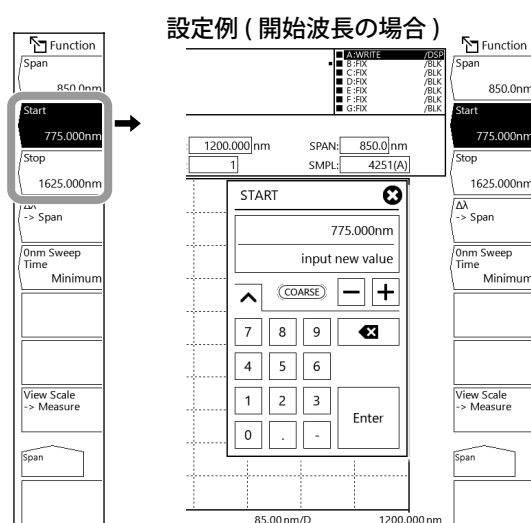 設定例 ( 開始波長の場合 )
Function
Span
850.0nm
Start
775.000nm
Stop
1625.000nm
Δλ
-> Span
0nm Sweep
Time
Minimum
View Scale
-> Measure
Span
A:WRITE /DSP
B:FIX /BLK
C:FIX /BLK
D:FIX /BLK
E:FIX /BLK
F:FIX /BLK
G:FIX /BLK
1200.000 nm SPAN: 850.0 nm
1 SMPL: 4251(A)
START
775.000nm
input new value
COARSE
7 8 9
4 5 6
1 2 3
Enter
0 . -
85.00 nm/D 1200.000 nm
Function
Span
850.0nm
Start
775.000nm
Stop
1625.000nm
Δλ
-> Span
0nm Sweep
Time
Minimum
View Scale
-> Measure
Span